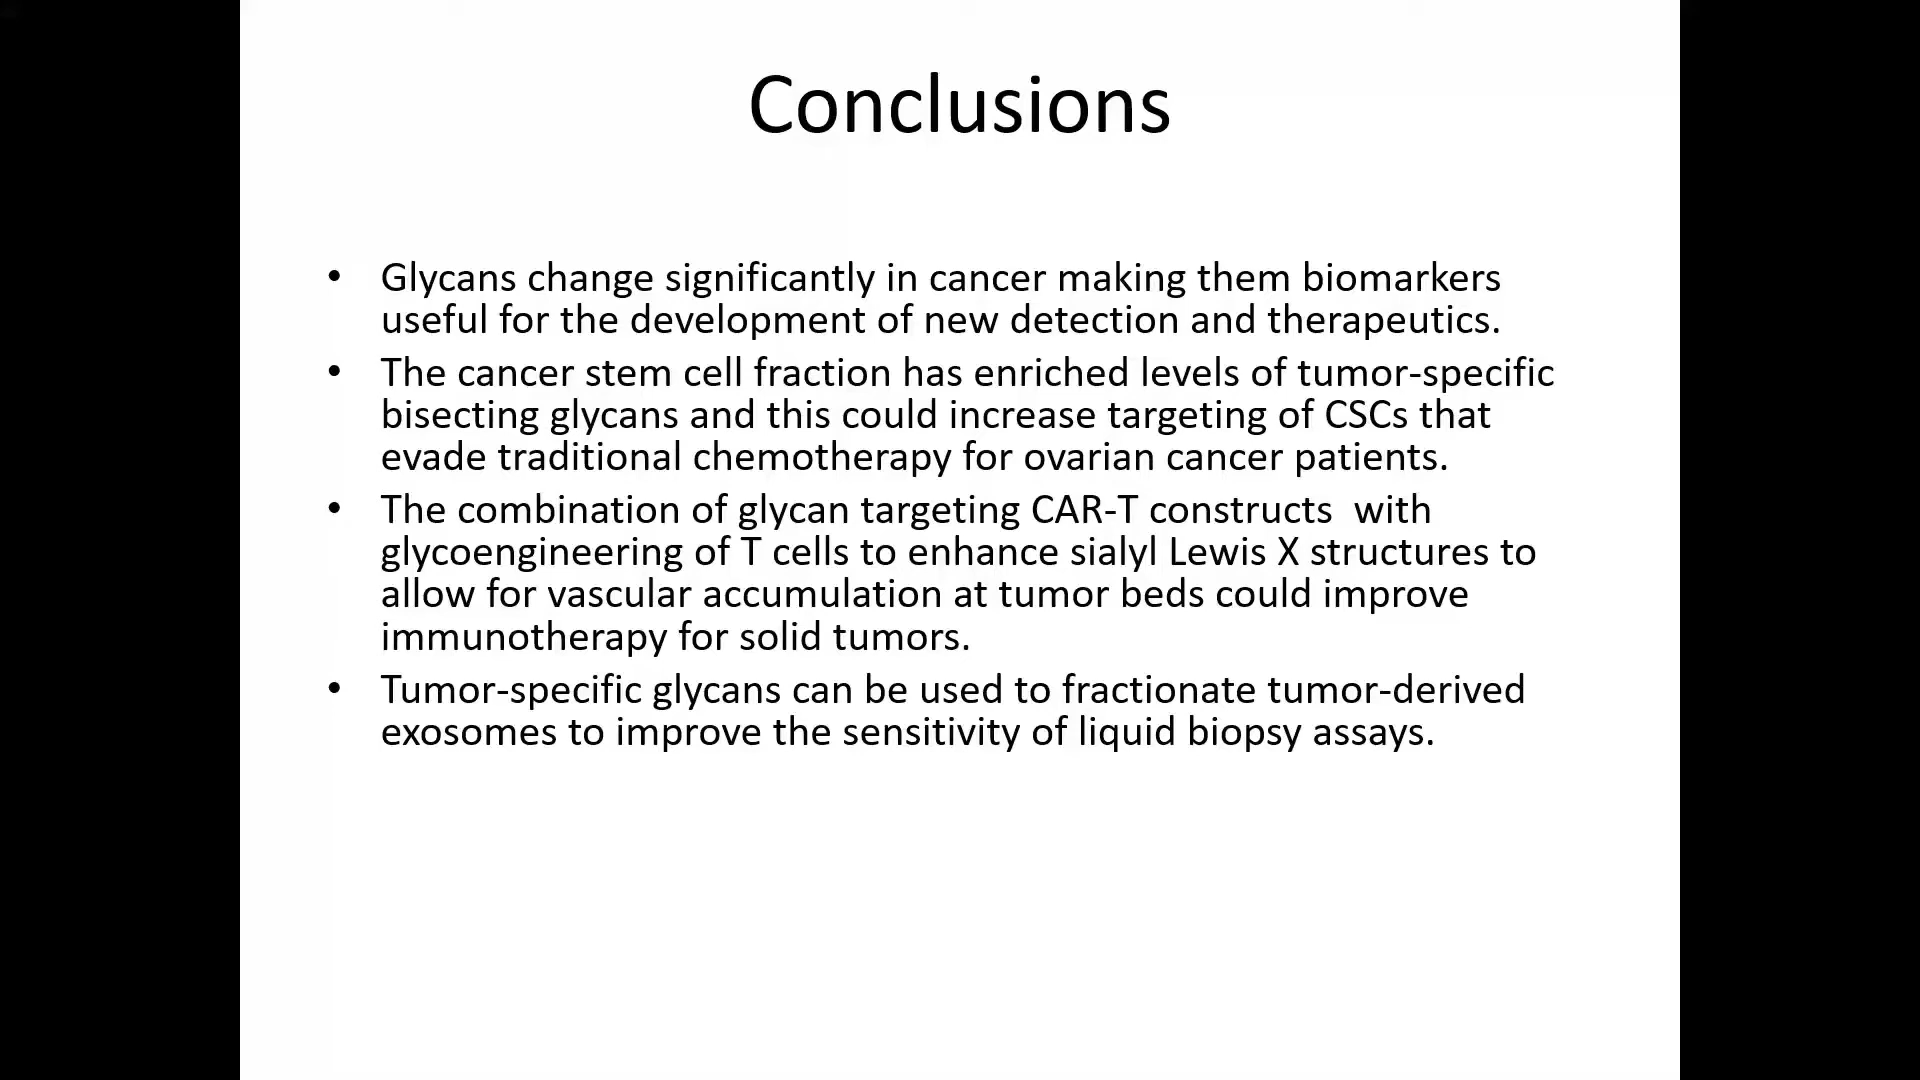 Conclusions
• Glycans change significantly in cancer making them biomarkers
useful for the development of new detection and therapeutics.
• The cancer stem cell fraction has enriched levels of tumor-specific
bisecting glycans and this could increase targeting of CSCs that
evade traditional chemotherapy for ovarian cancer patients.
• The combination of glycan targeting CAR-T constructs  with
glycoengineering of T cells to enhance sialyl Lewis X structures to
allow for vascular accumulation at tumor beds could improve
immunotherapy for solid tumors.
• Tumor-specific glycans can be used to fractionate tumor-derived
exosomes to improve the sensitivity of liquid biopsy assays.